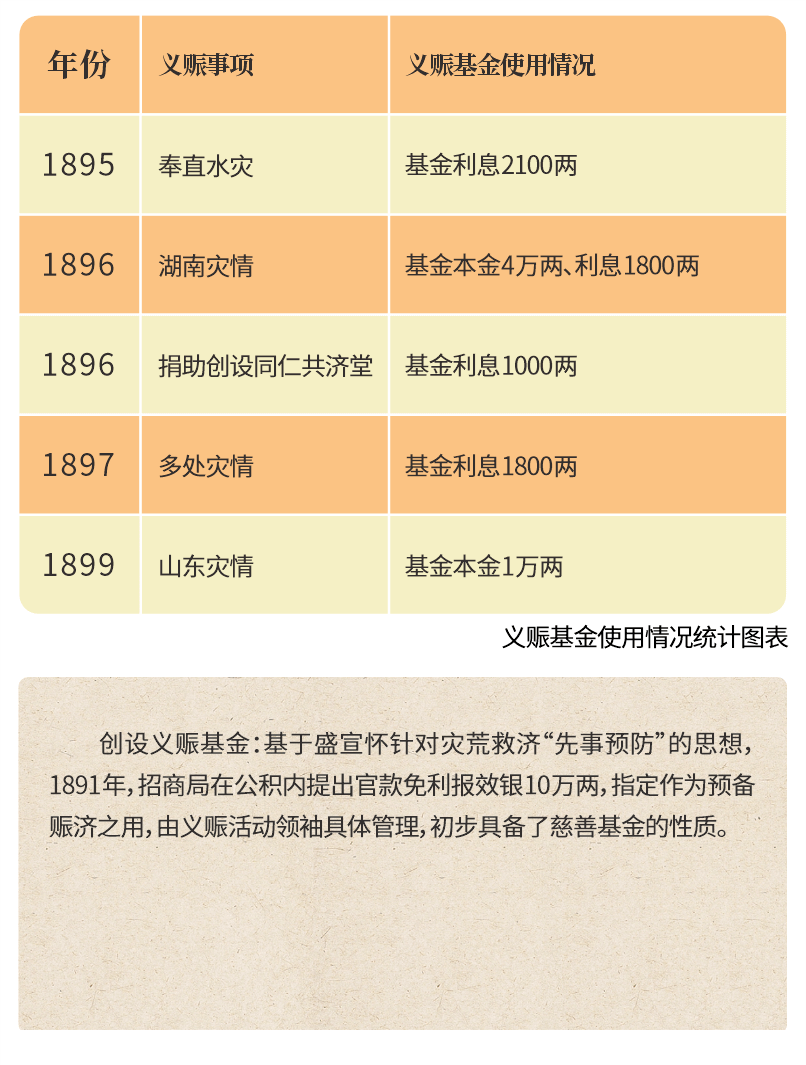 年份 义赈事项 义赈基金使用情况
1895 奉直水灾 基金利息2100两
1896 湖南灾情 基金本金4万两、利息1800两
1896 捐助创设同仁共济堂 基金利息1000两
1897 多处灾情 基金利息1800两
1899 山东灾情 基金本金1万两
义赈基金使用情况统计图表
创设义赈基金：基于盛宣怀针对灾荒救济“先事预防”的思想，
1891年，招商局在公积内提出官款免利报效银10万两，指定作为预备
赈济之用，由义赈活动领袖具体管理，初步具备了慈善基金的性质。